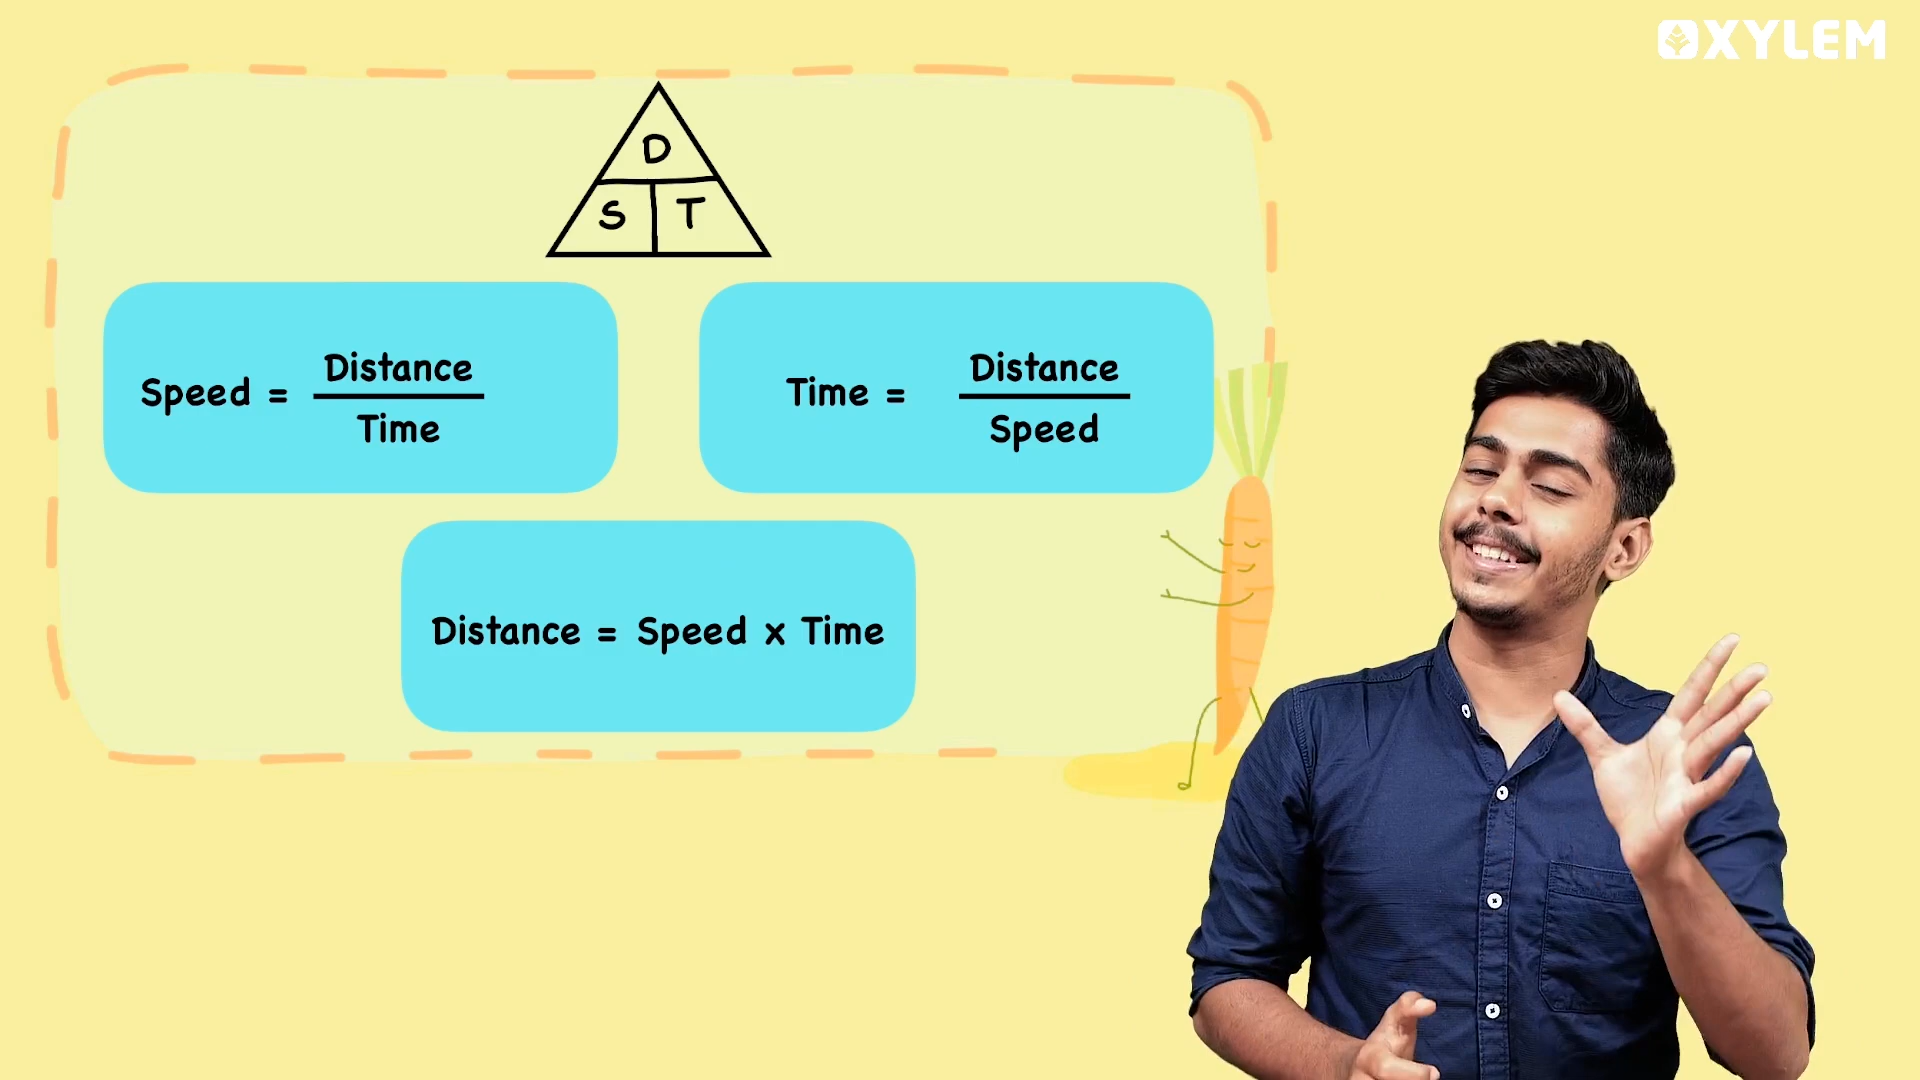 XYLEM
D
S T
Speed = Distance
Time
Time = Distance
Speed
Distance = Speed x Time